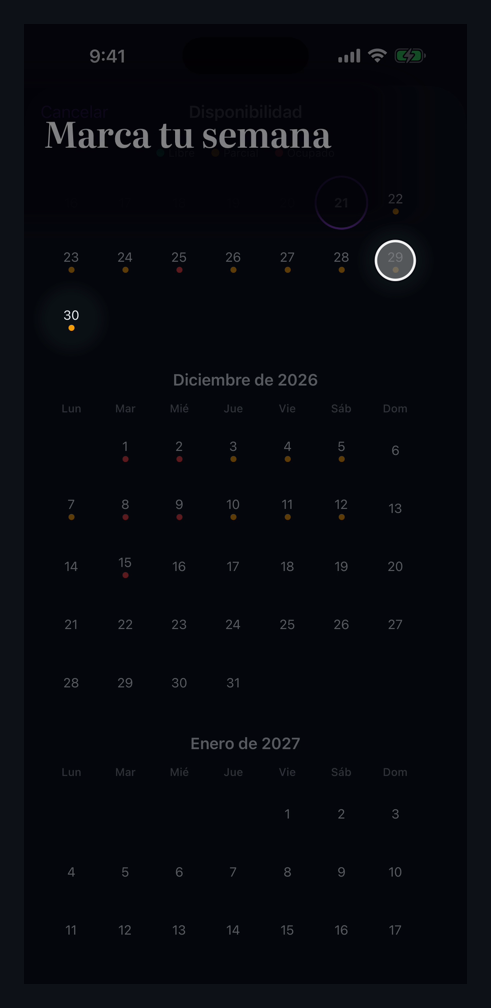 9:41
Cancelar Disponibilidad
Marca tu semana
21 22
23 24 25 26 27 28 29
30
Diciembre de 2026
Lun Mar Mié Jue Vie Sáb Dom
1 2 3 4 5 6
7 8 9 10 11 12 13
14 15 16 17 18 19 20
21 22 23 24 25 26 27
28 29 30 31
Enero de 2027
Lun Mar Mié Jue Vie Sáb Dom
1 2 3
4 5 6 7 8 9 10
11 12 13 14 15 16 17